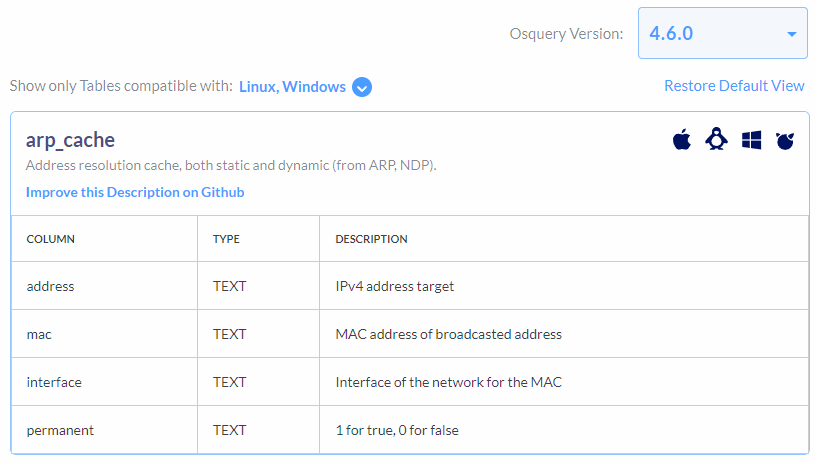 Osquery Version: 4.6.0
Show only Tables compatible with: Linux, Windows Restore Default View
arp_cache
Address resolution cache, both static and dynamic (from ARP, NDP).
Improve this Description on Github
COLUMN TYPE DESCRIPTION
address TEXT IPv4 address target
mac TEXT MAC address of broadcasted address
interface TEXT Interface of the network for the MAC
permanent TEXT 1 for true, 0 for false